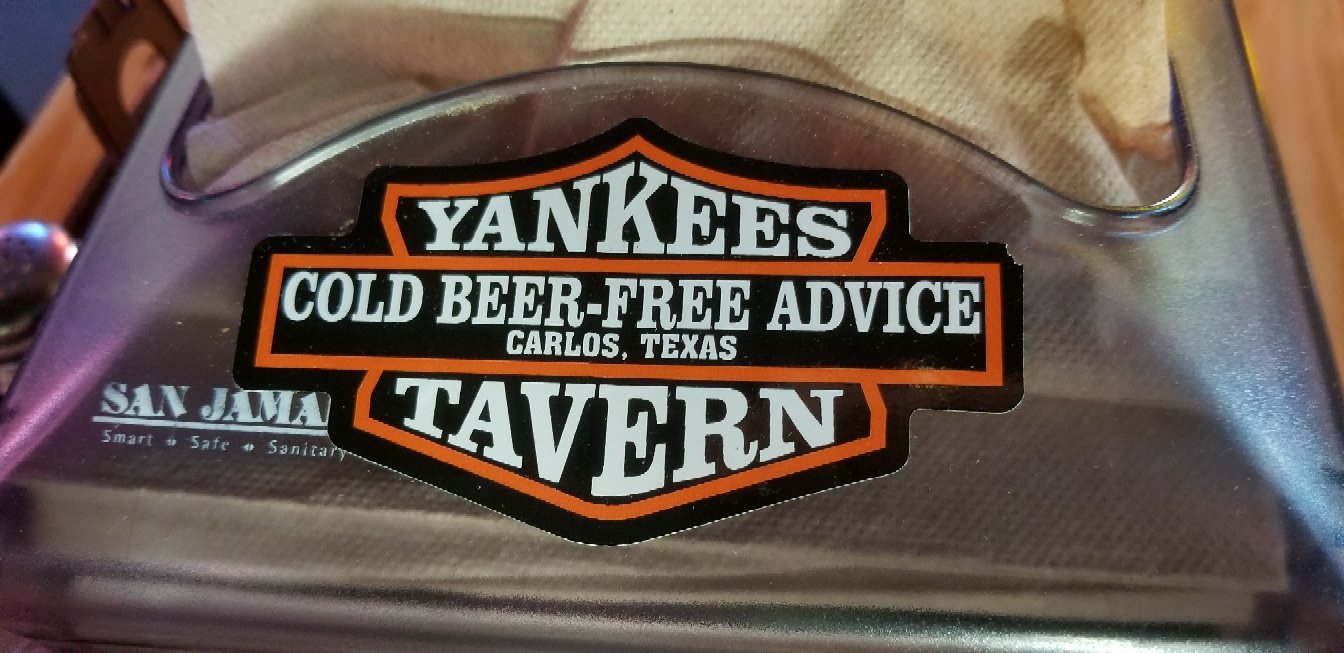 YANKEES
COLD BEER-FREE ADVICE
CARLOS, TEXAS
TAVERN
SAN JAMA
Smart Safe Sanitary